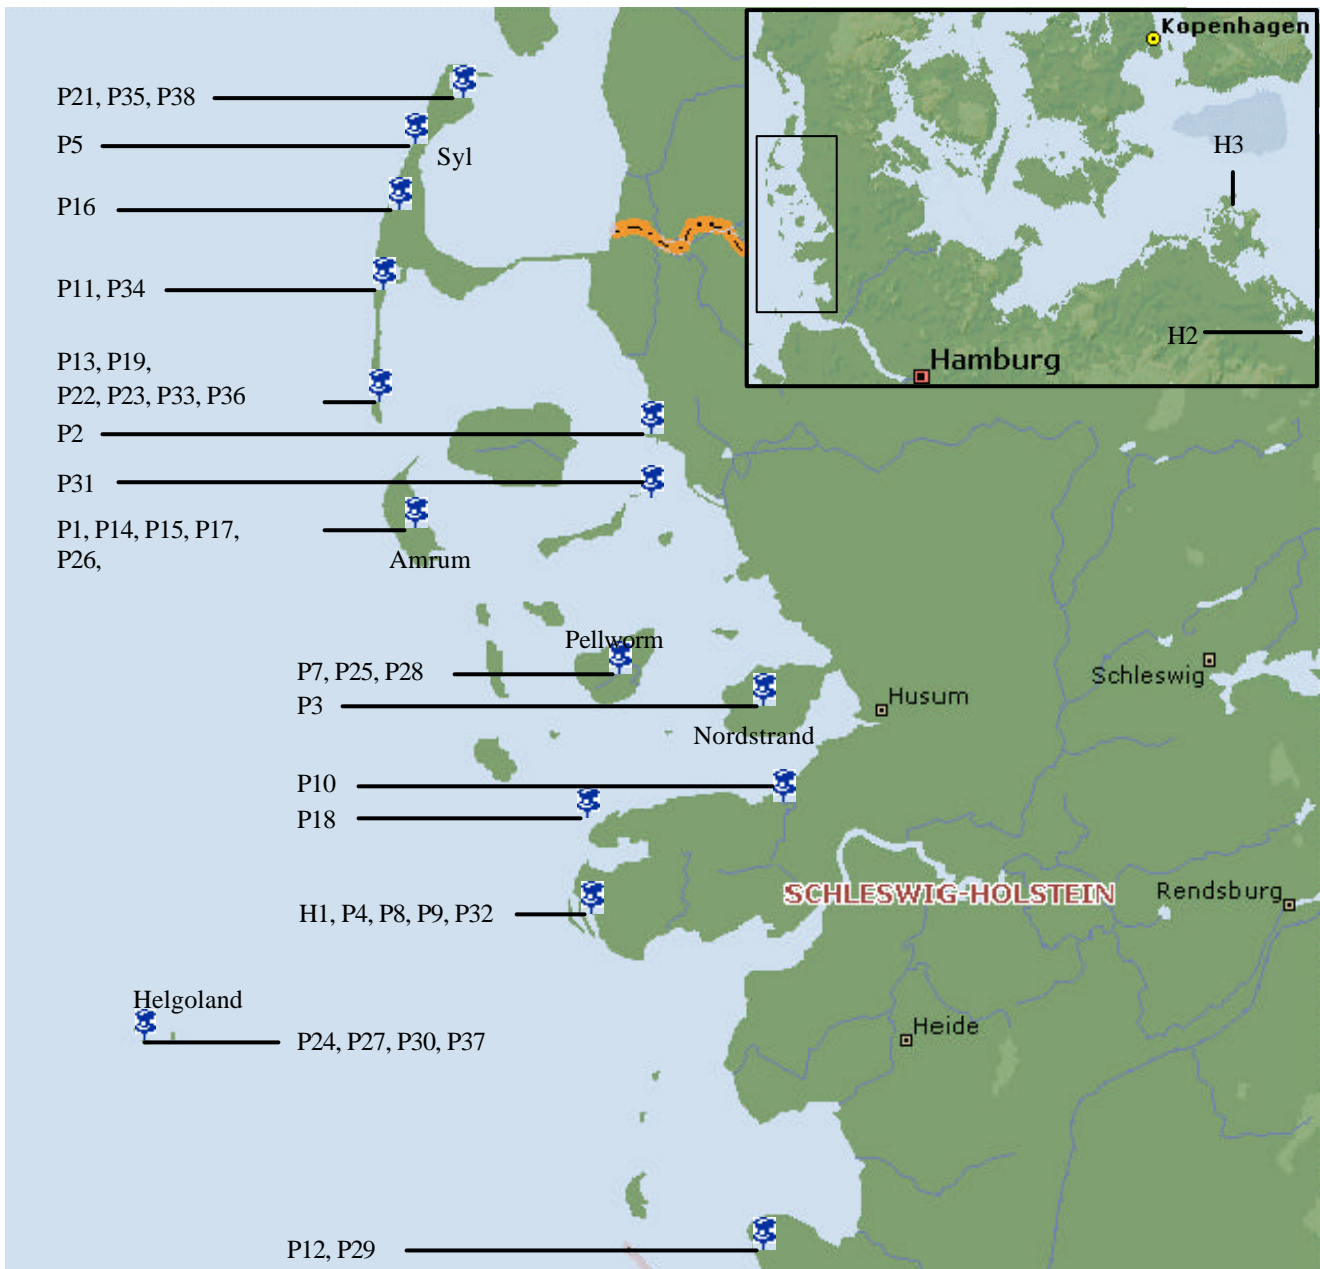 Kopenhagen
P21, P35, P38
P5
Syl
H3
P16
P11, P34
H2
Hamburg
P13, P19,
P22, P23, P33, P36
P2
P31
P1, P14, P15, P17,
P26,
Amrum
Pellworm
P7, P25, P28
Schleswig
P3
Husum
Nordstrand
P10
P18
SCHLESWIG-HOLSTEIN
Rendsburg
H1, P4, P8, P9, P32
Helgoland
P24, P27, P30, P37
Heide
P12, P29